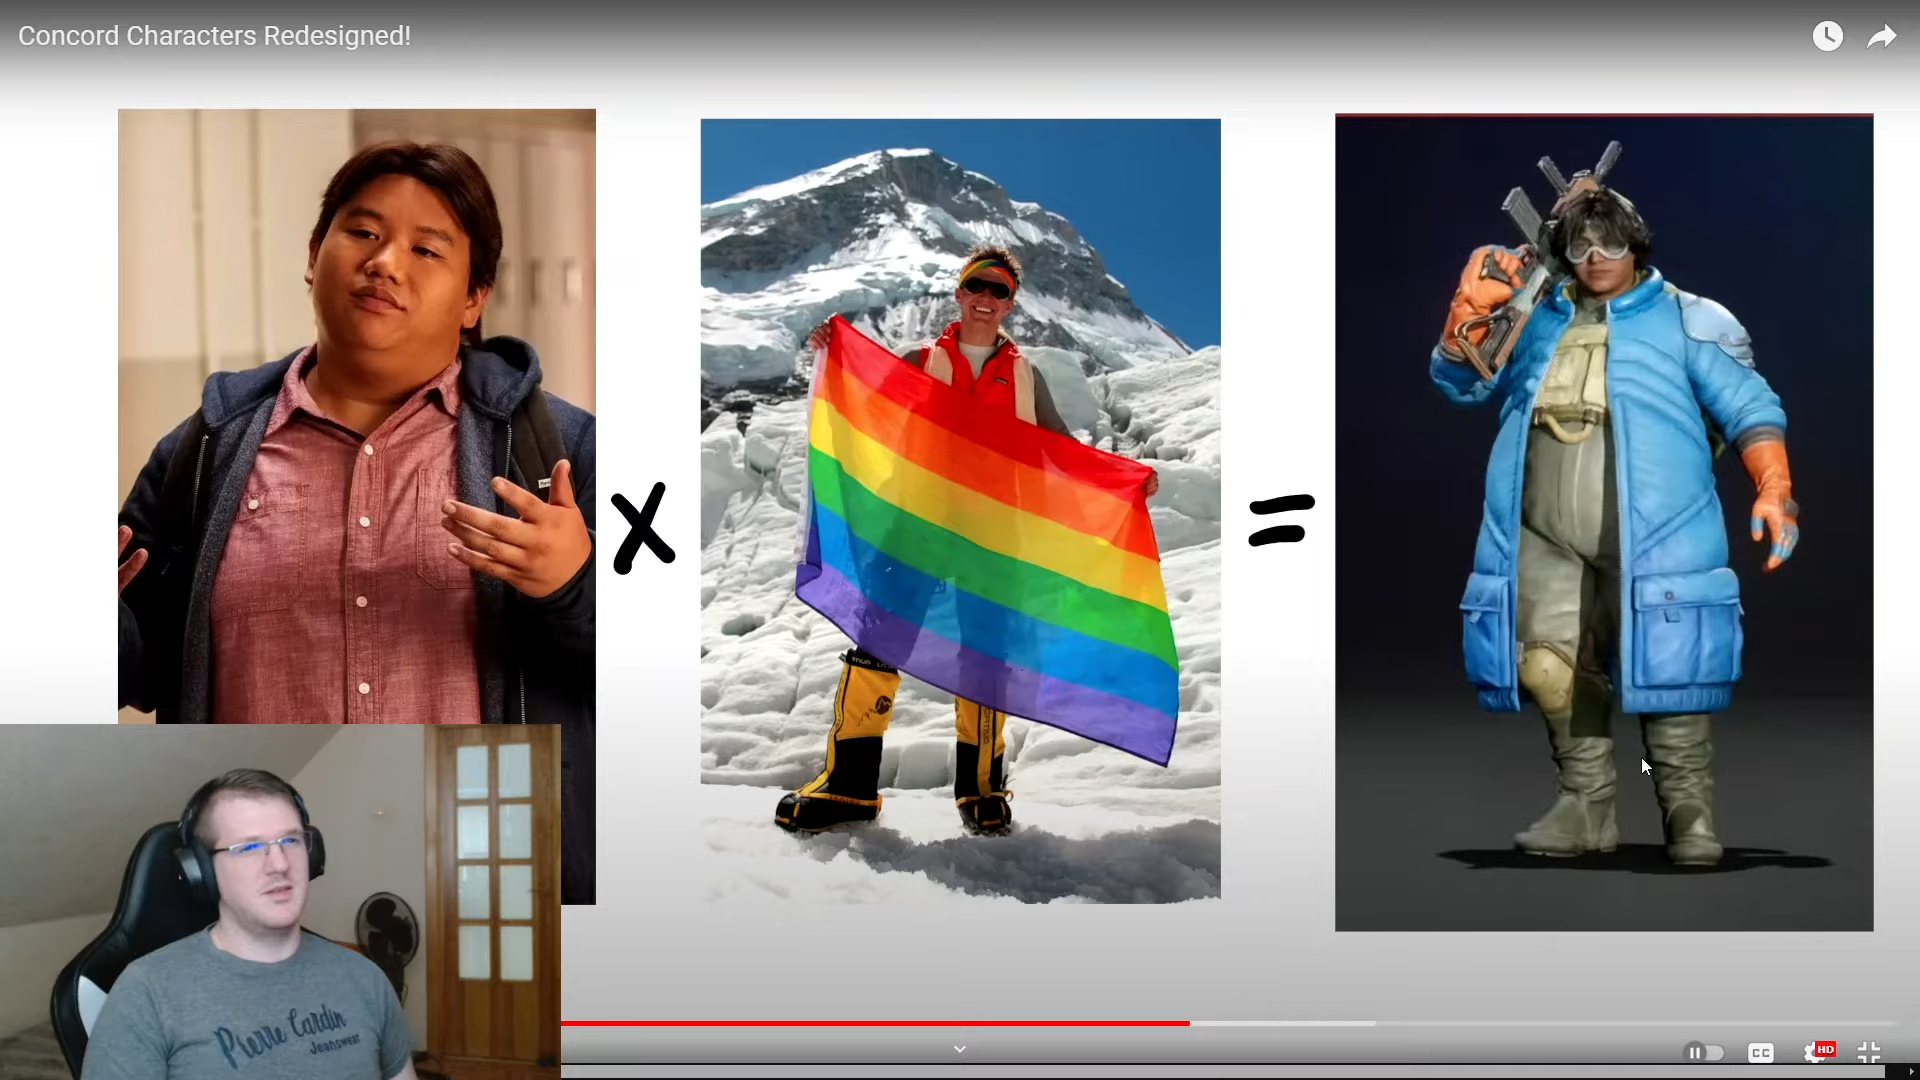 Concord Characters Redesigned!
X
=
Pierre Cardin
Jeanswear
CC
HD